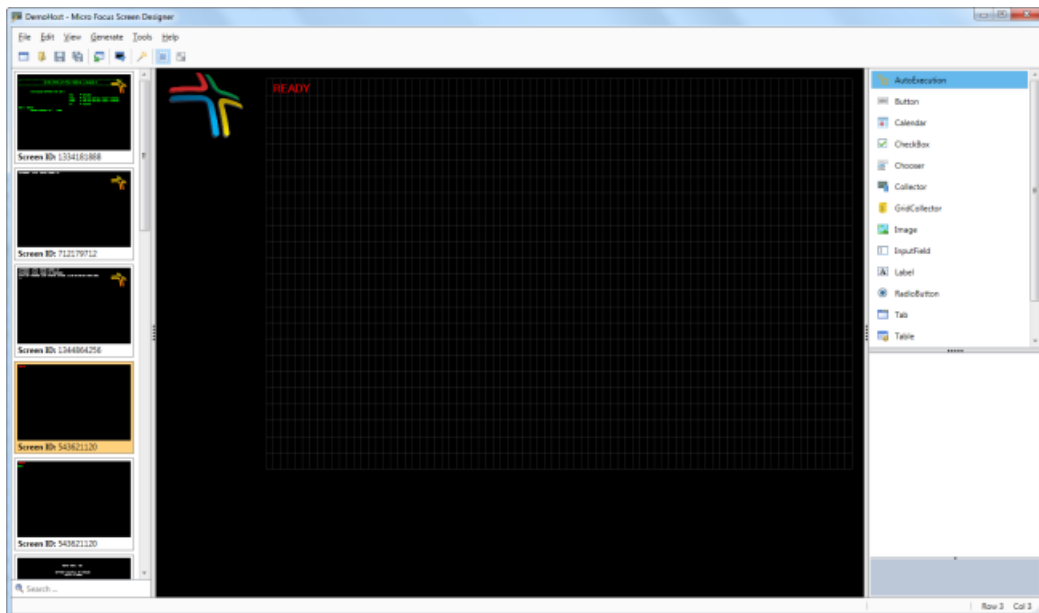 DemoHost - Micro Focus Screen Designer
File Edit View Generate Tools Help
Screen ID: 1334181868
Screen ID: 712179712
Screen ID: 1344864256
Screen ID: 543621120
Screen ID: 543621120
Search ...
READY
AutoExecution
Button
Calendar
CheckBox
Chooser
Collector
GridCollector
Image
InputField
Label
RadioButton
Tab
Table
Row 3 Col 3